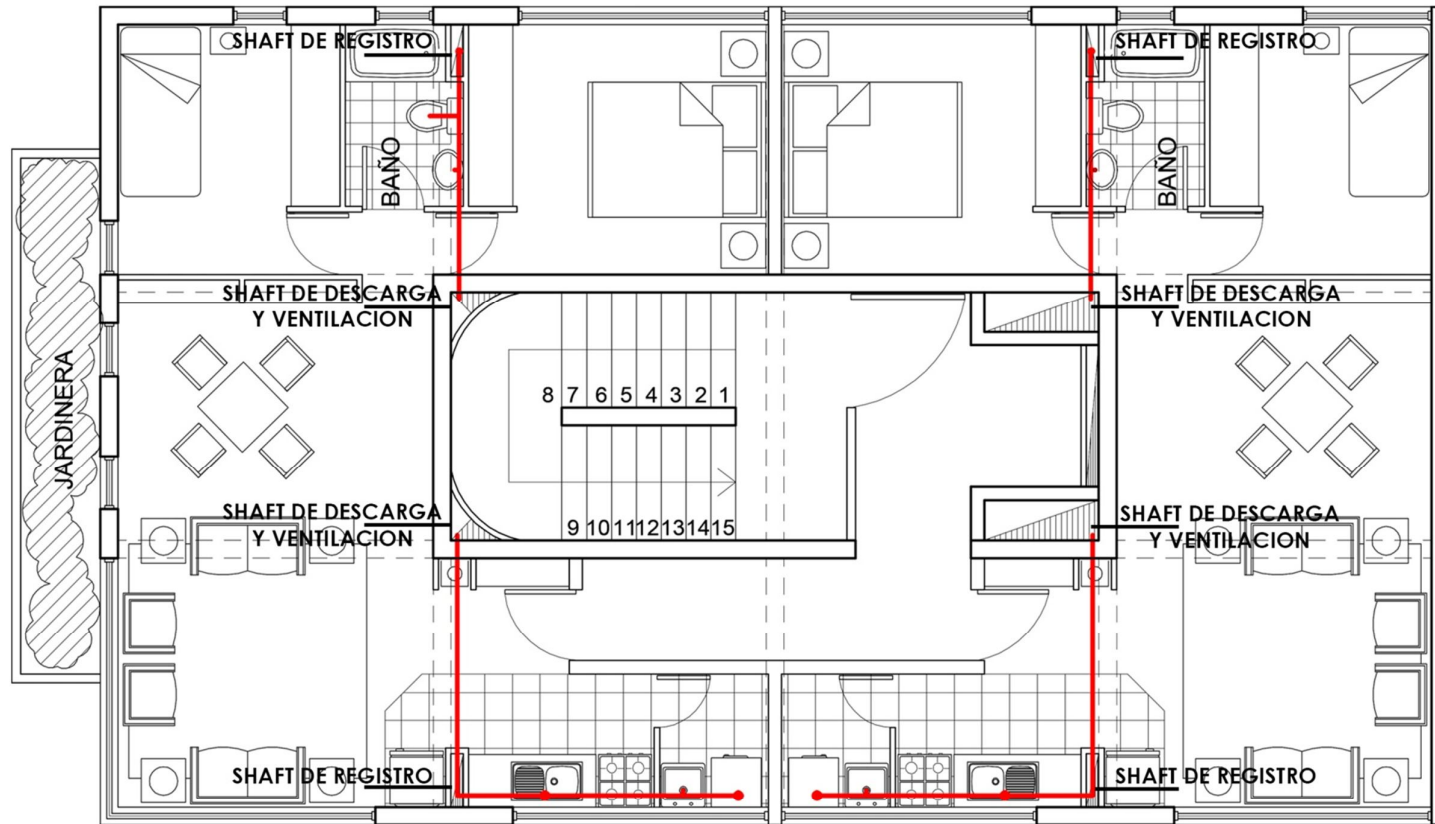 SHAFT DE REGISTRO
SHAFT DE REGISTRO
BAÑO
BAÑO
SHAFT DE DESCARGA
Y VENTILACION
SHAFT DE DESCARGA
Y VENTILACION
JARDINERA
8 7 6 5 4 3 2 1
SHAFT DE DESCARGA
Y VENTILACION
9 10 11 12 13 14 15
SHAFT DE DESCARGA
Y VENTILACION
SHAFT DE REGISTRO
SHAFT DE REGISTRO